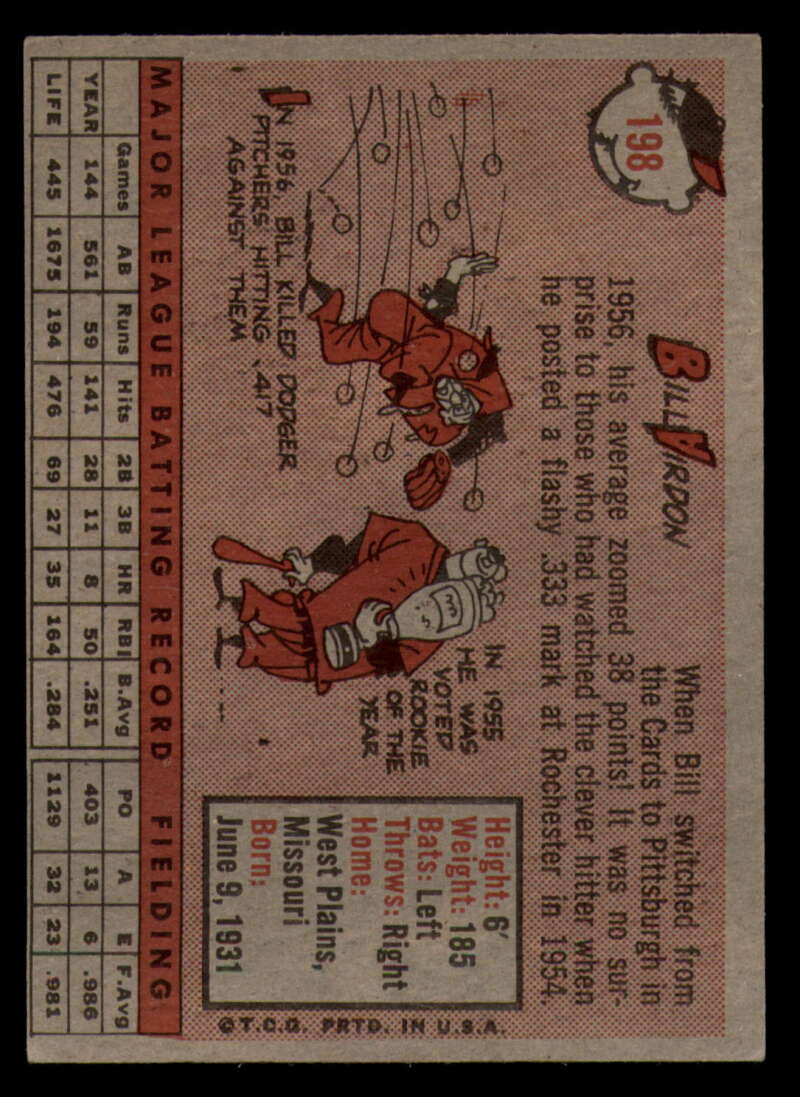 198
BILL VIRDON
When Bill switched from
the Cards to Pittsburgh in
1956, his average zoomed 38 points! It was no sur-
prise to those who had watched the clever hitter when
he posted a flashy .333 mark at Rochester in 1954.
IN 1956, BILL KILLED DODGER
PITCHERS HITTING .417
AGAINST THEM
IN 1955
HE WAS
VOTED
ROOKIE
OF THE
YEAR
Height: 6'
Weight: 185
Bats: Left
Throws: Right
Home:
West Plains,
Missouri
Born:
June 9, 1931
©T.C.G. PRTD. IN U.S.A.
MAJOR LEAGUE BATTING RECORD FIELDING
Games AB Runs Hits 2B 3B HR RBI B.Avg PO A E F.Avg
YEAR 144 561 59 141 28 11 8 50 .251 403 13 6 .986
LIFE 445 1675 194 476 69 27 35 164 .284 1129 32 23 .981